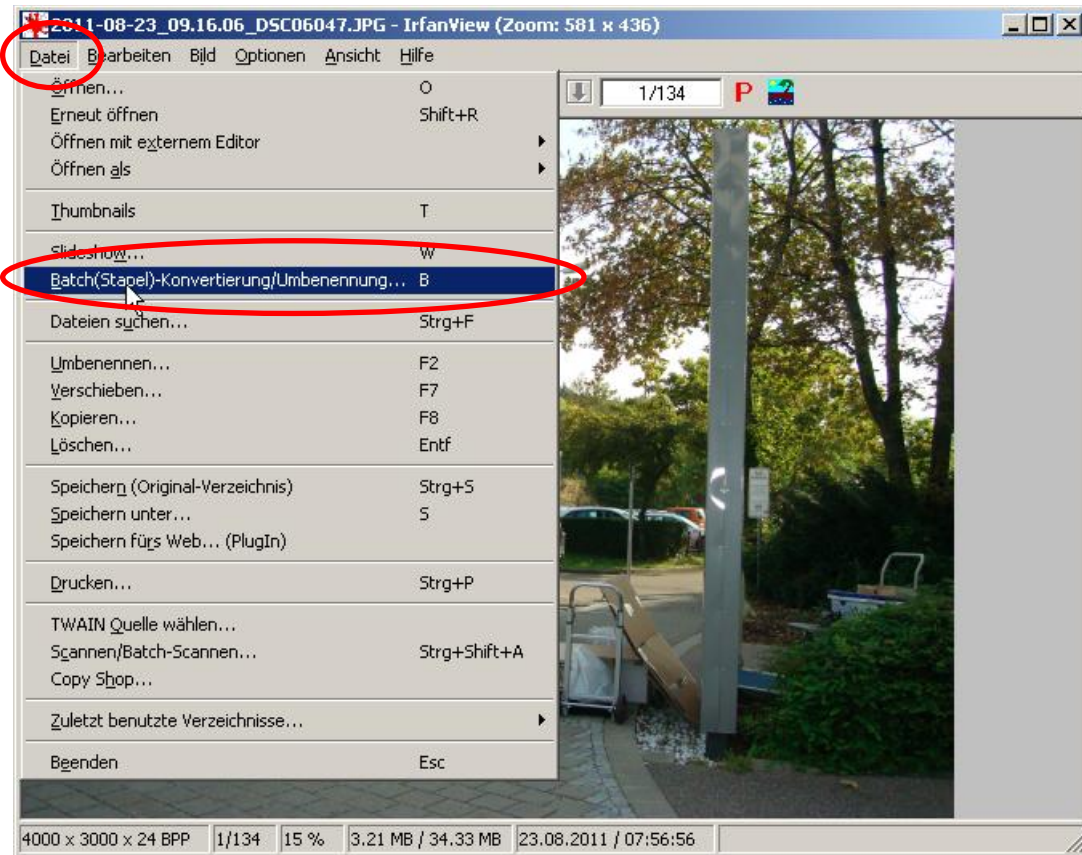 2011-08-23_09.16.06_DSC06047.JPG - IrfanView (Zoom: 581 x 436)
Datei Bearbeiten Bild Optionen Ansicht Hilfe
1/134 P
Öffnen... O
Erneut öffnen Shift+R
Öffnen mit externem Editor
Öffnen als
Thumbnails T
Slideshow... W
Batch(Stapel)-Konvertierung/Umbenennung... B
Dateien suchen... Strg+F
Umbenennen... F2
Verschieben... F7
Kopieren... F8
Löschen... Entf
Speichern (Original-Verzeichnis) Strg+S
Speichern unter... S
Speichern fürs Web... (PlugIn)
Drucken... Strg+P
TWAIN Quelle wählen...
Scannen/Batch-Scannen... Strg+Shift+A
Copy Shop...
Zuletzt benutzte Verzeichnisse...
Beenden Esc
4000 x 3000 x 24 BPP 1/134 15 % 3.21 MB / 34.33 MB 23.08.2011 / 07:56:56